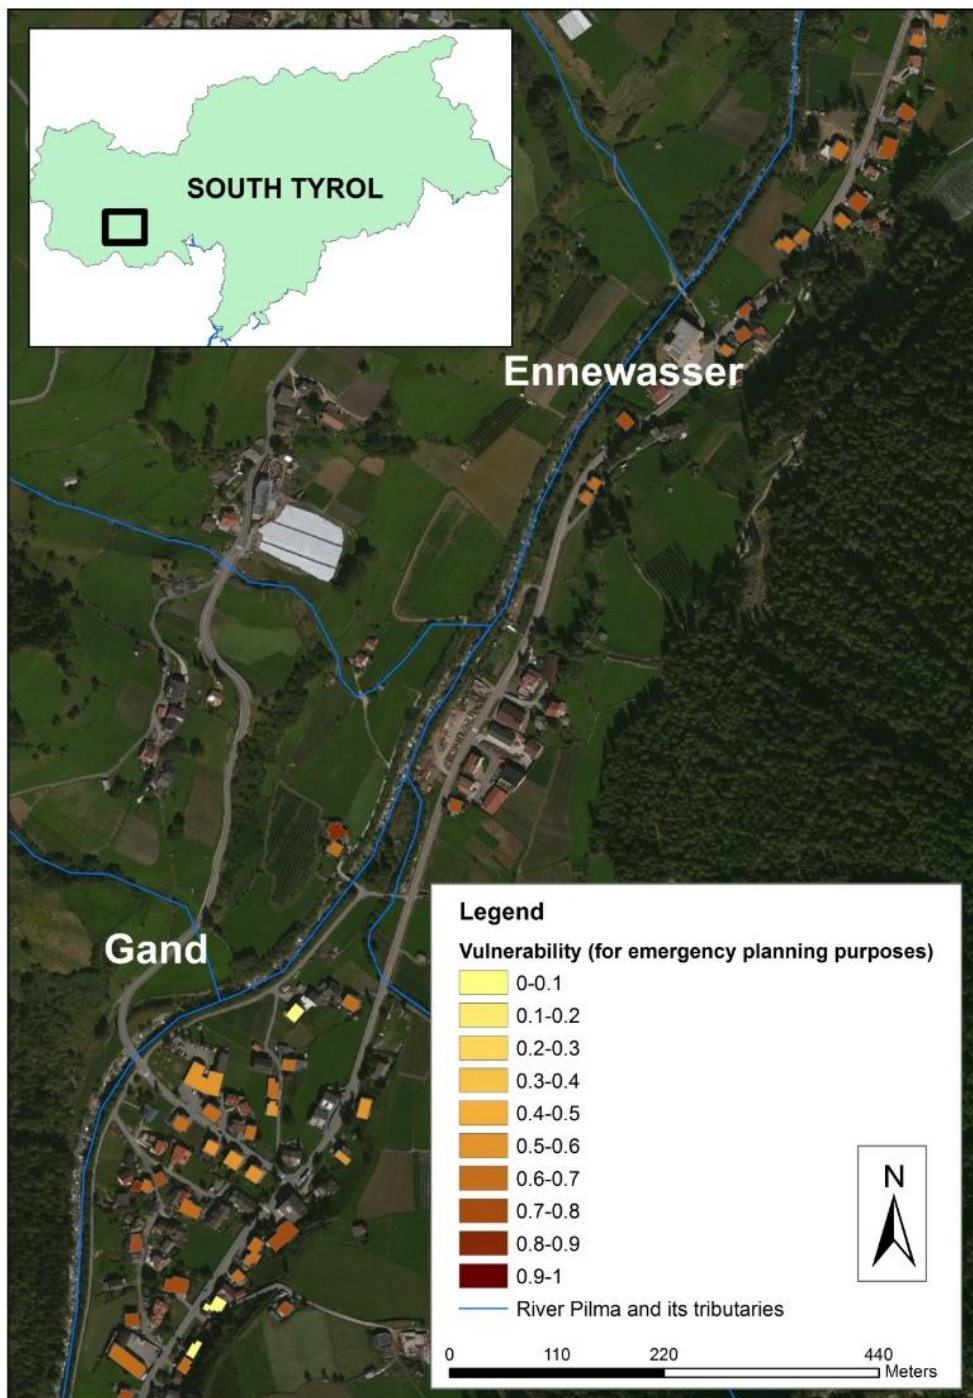 SOUTH TYROL
Ennewasser
Gand
Legend
Vulnerability (for emergency planning purposes)
0-0.1
0.1-0.2
0.2-0.3
0.3-0.4
0.4-0.5
0.5-0.6
0.6-0.7
0.7-0.8
0.8-0.9
0.9-1
River Pilma and its tributaries
N
0 110 220 440
Meters